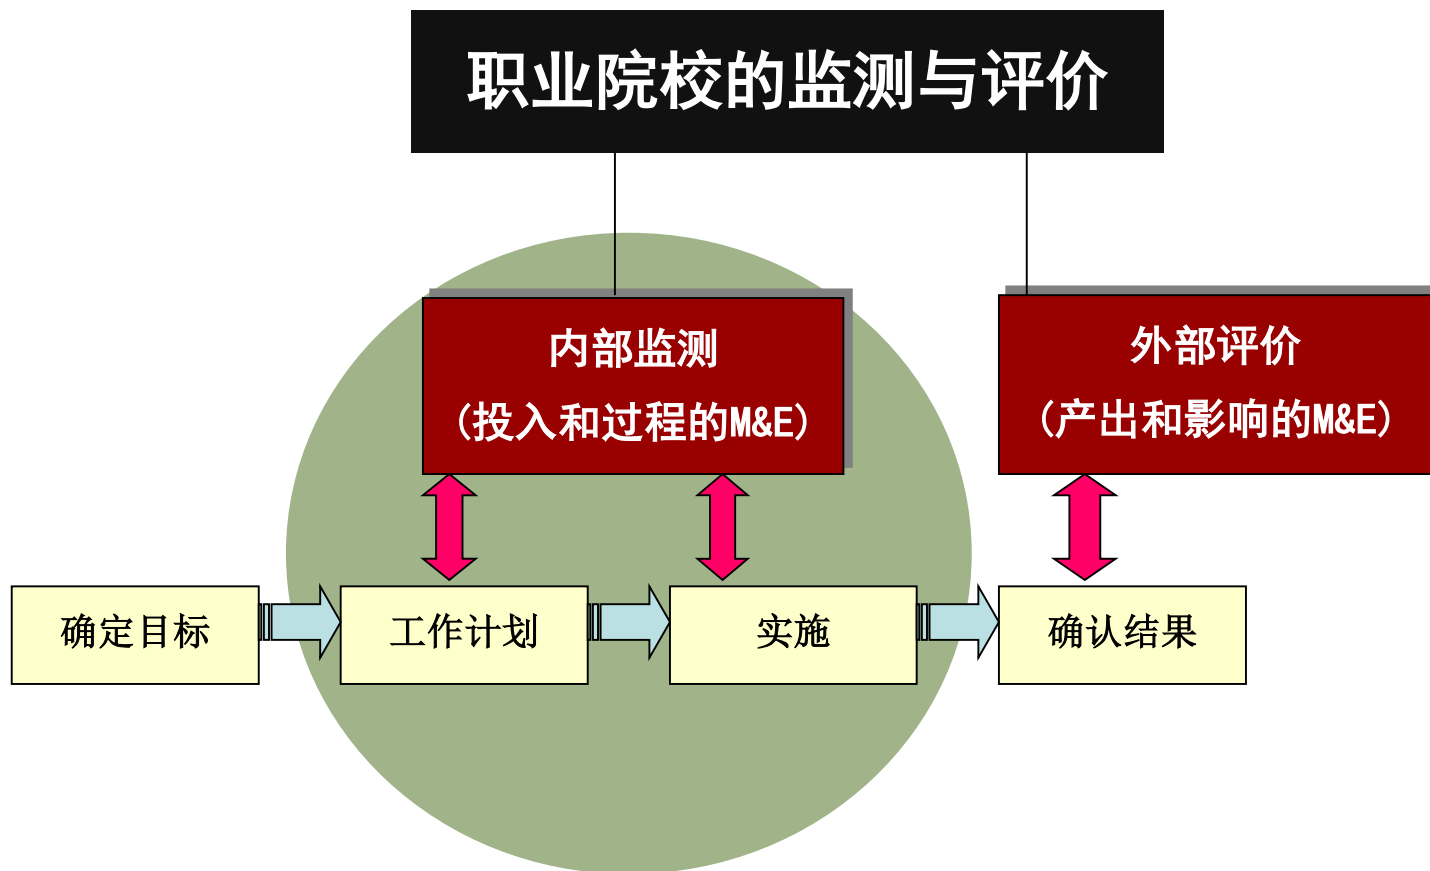 职业院校的监测与评价
内部监测
(投入和过程的M&E)
外部评价
(产出和影响的M&E)
确定目标
工作计划
实施
确认结果